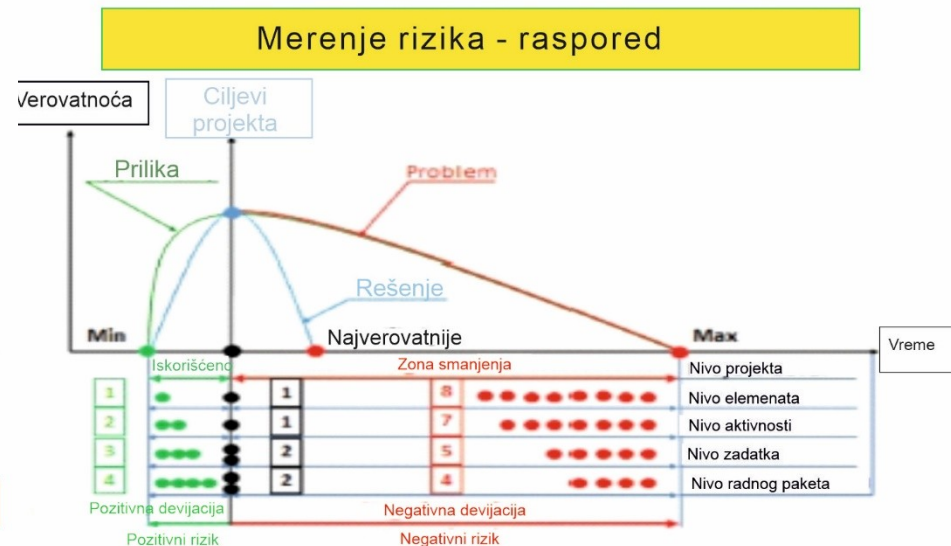 Merenje rizika - raspored
Verovatnoća
Ciljevi
projekta
Prilika
Problem
Rešenje
Min
Najverovatnije
Max
Vreme
Iskorišćeno
Zona smanjenja
Nivo projekta
1
1
8
Nivo elemenata
2
1
7
Nivo aktivnosti
3
2
5
Nivo zadatka
4
2
4
Nivo radnog paketa
Pozitivna devijacija
Negativna devijacija
Pozitivni rizik
Negativni rizik